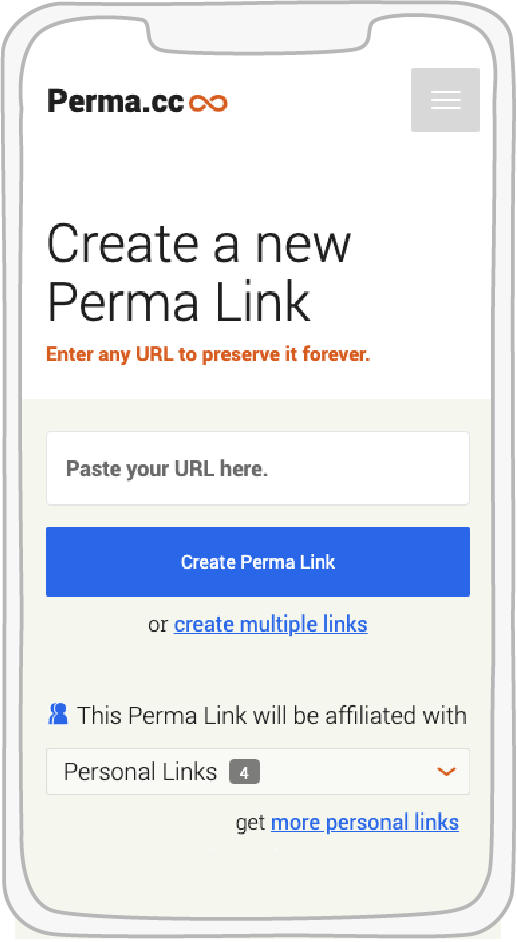 Perma.cc
Create a new
Perma Link
Enter any URL to preserve it forever.
Paste your URL here.
Create Perma Link
or create multiple links
This Perma Link will be affiliated with
Personal Links 4
get more personal links